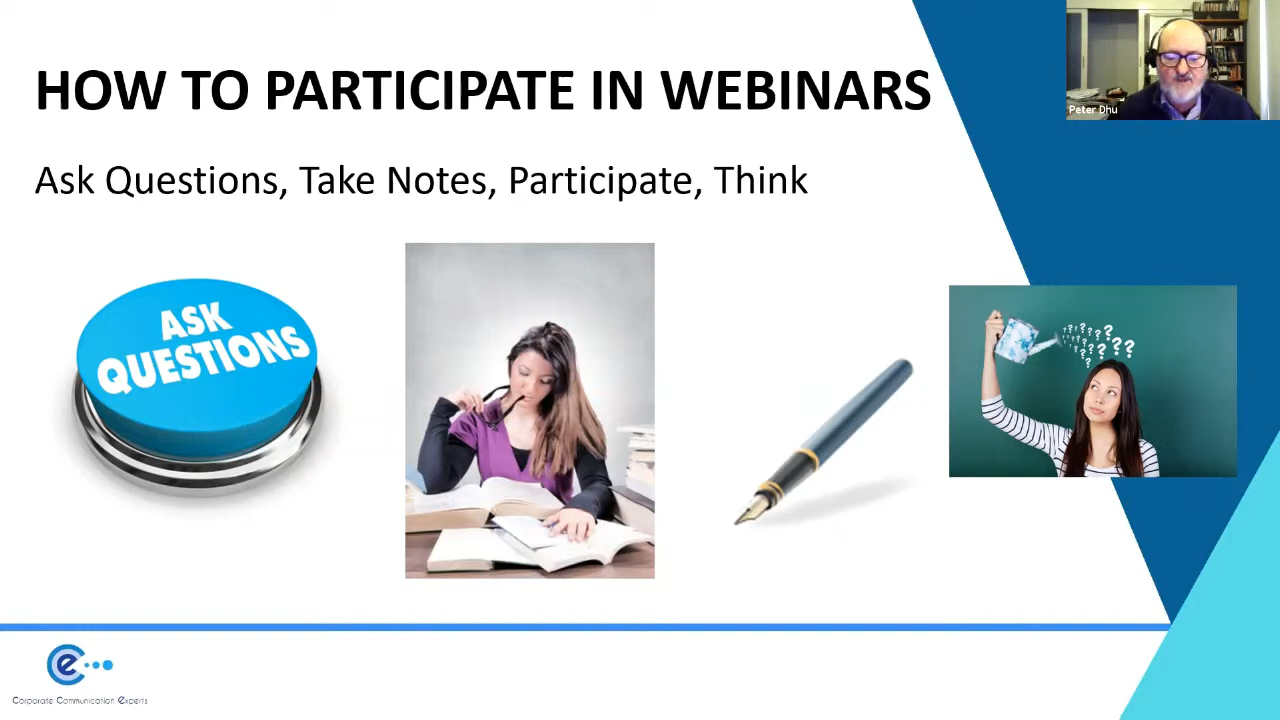 HOW TO PARTICIPATE IN WEBINARS
Peter Dhu
Ask Questions, Take Notes, Participate, Think
ASK
QUESTIONS
Corporate Communication Experts